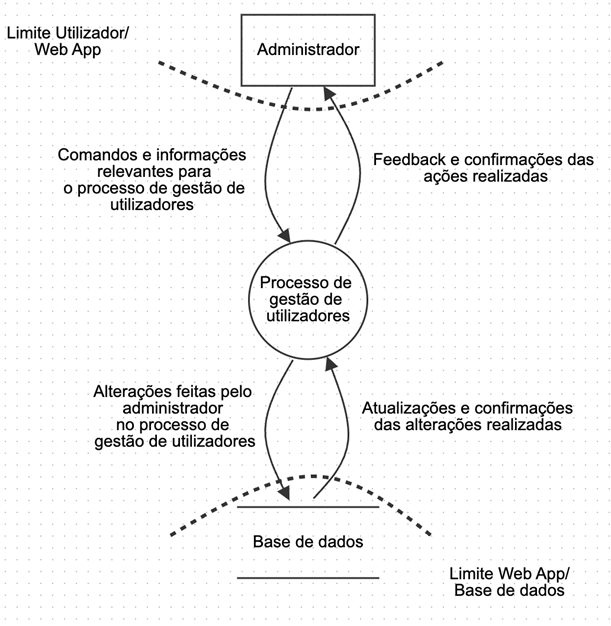 Limite Utilizador/
Web App
Administrador
Comandos e informações
relevantes para
o processo de gestão de
utilizadores
Feedback e confirmações das
ações realizadas
Processo de
gestão de
utilizadores
Alterações feitas pelo
administrador
no processo de
gestão de utilizadores
Atualizações e confirmações
das alterações realizadas
Base de dados
Limite Web App/
Base de dados